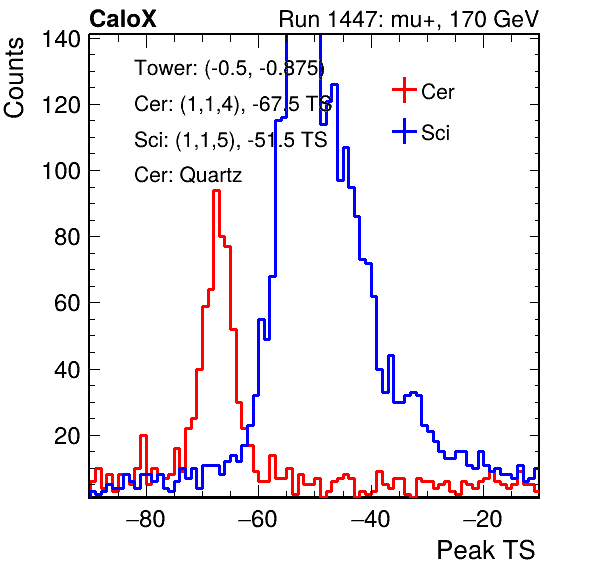 CaloX Run 1447: mu+, 170 GeV
Counts
140
120
100
80
60
40
20
Tower: (-0.5, -0.875)
Cer: (1,1,4), -67.5 TS
Sci: (1,1,5), -51.5 TS
Cer: Quartz
Cer
Sci
−80 −60 −40 −20
Peak TS